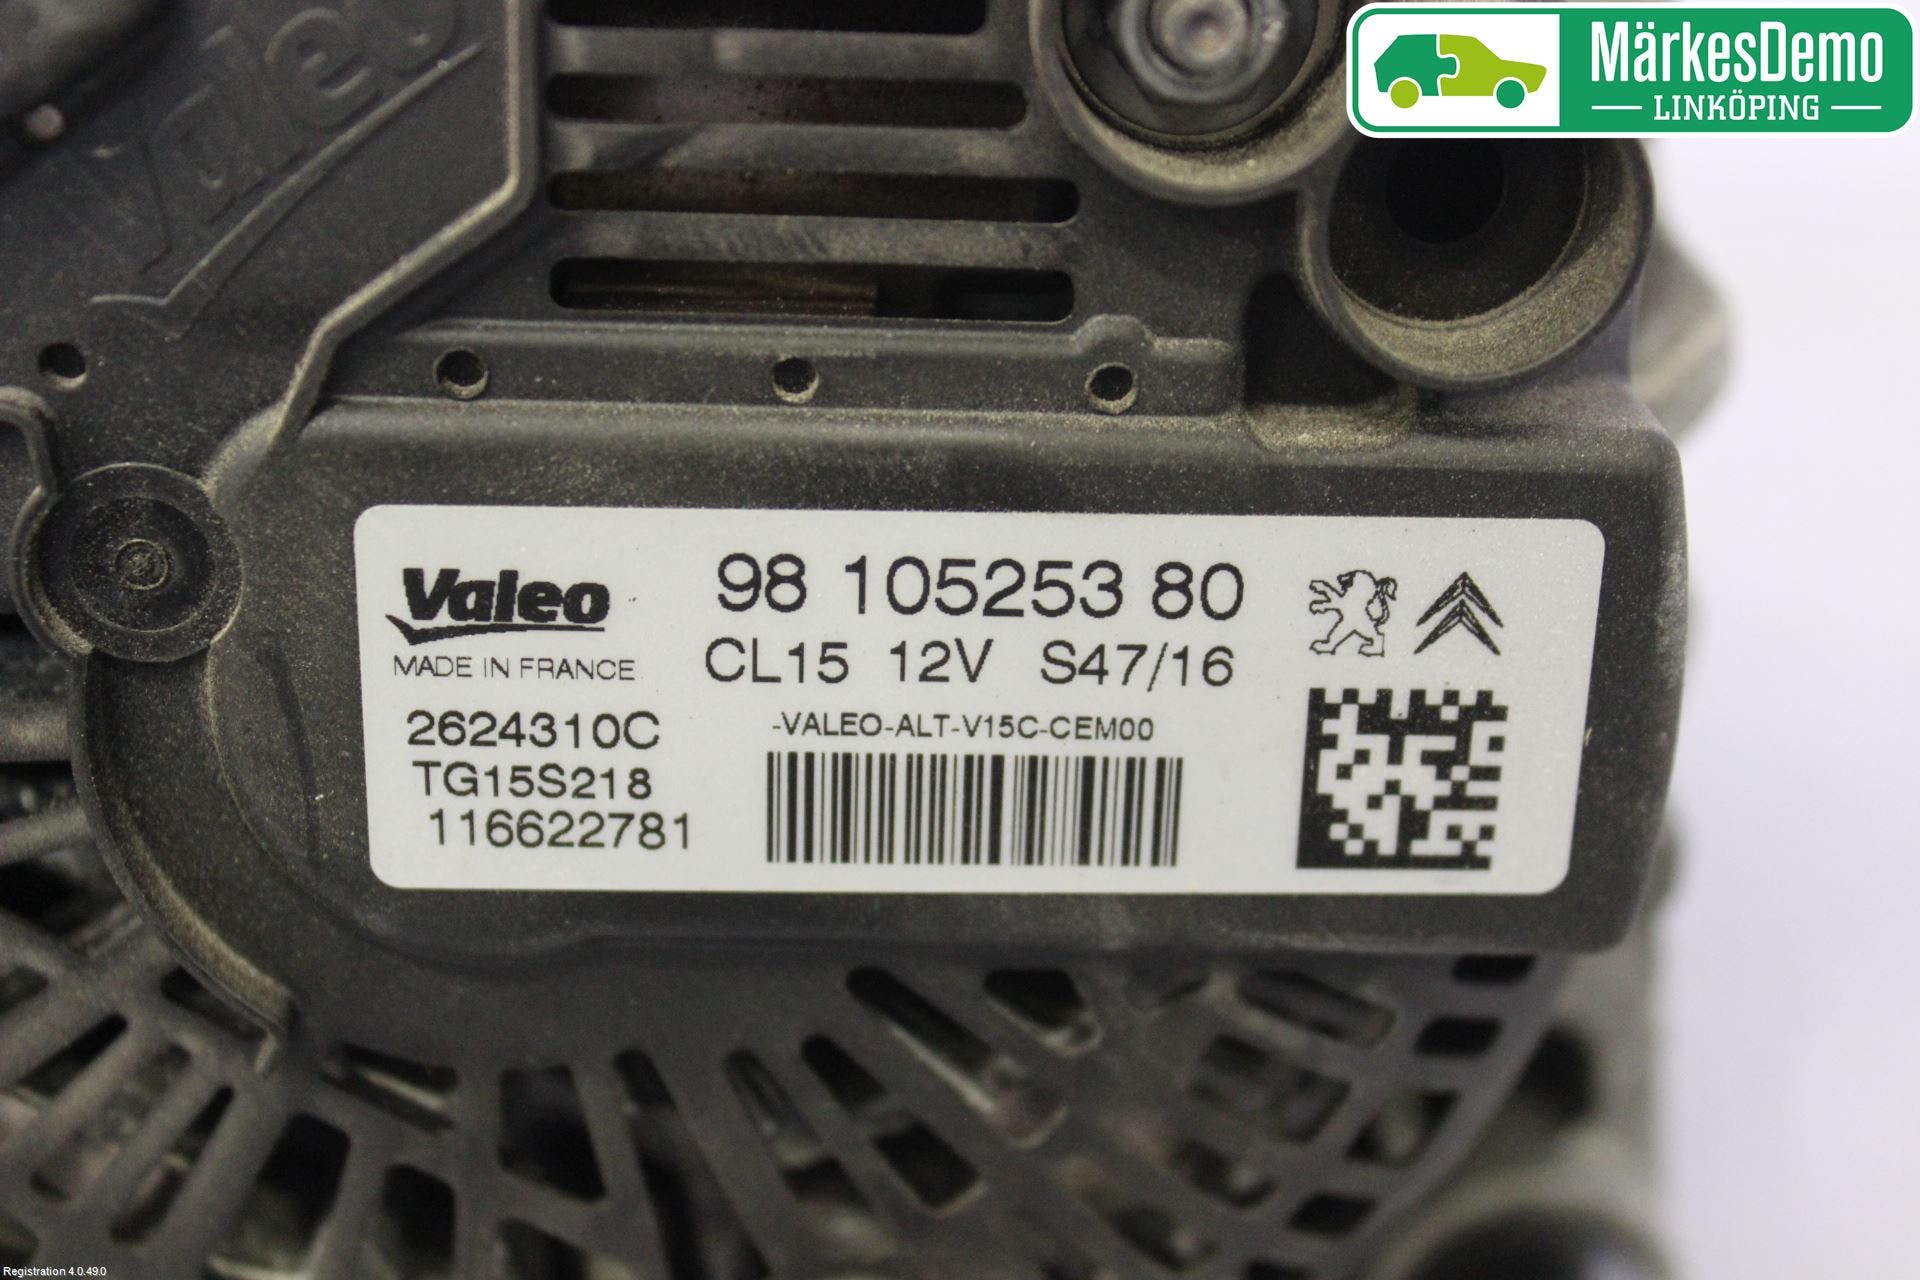 Valeo
MärkesDemo
LINKÖPING
Valeo
MADE IN FRANCE
98 105253 80
CL15 12V S47/16
2624310C
TG15S218
116622781
-VALEO-ALT-V15C-CEM00
Registration 4.0.49.0